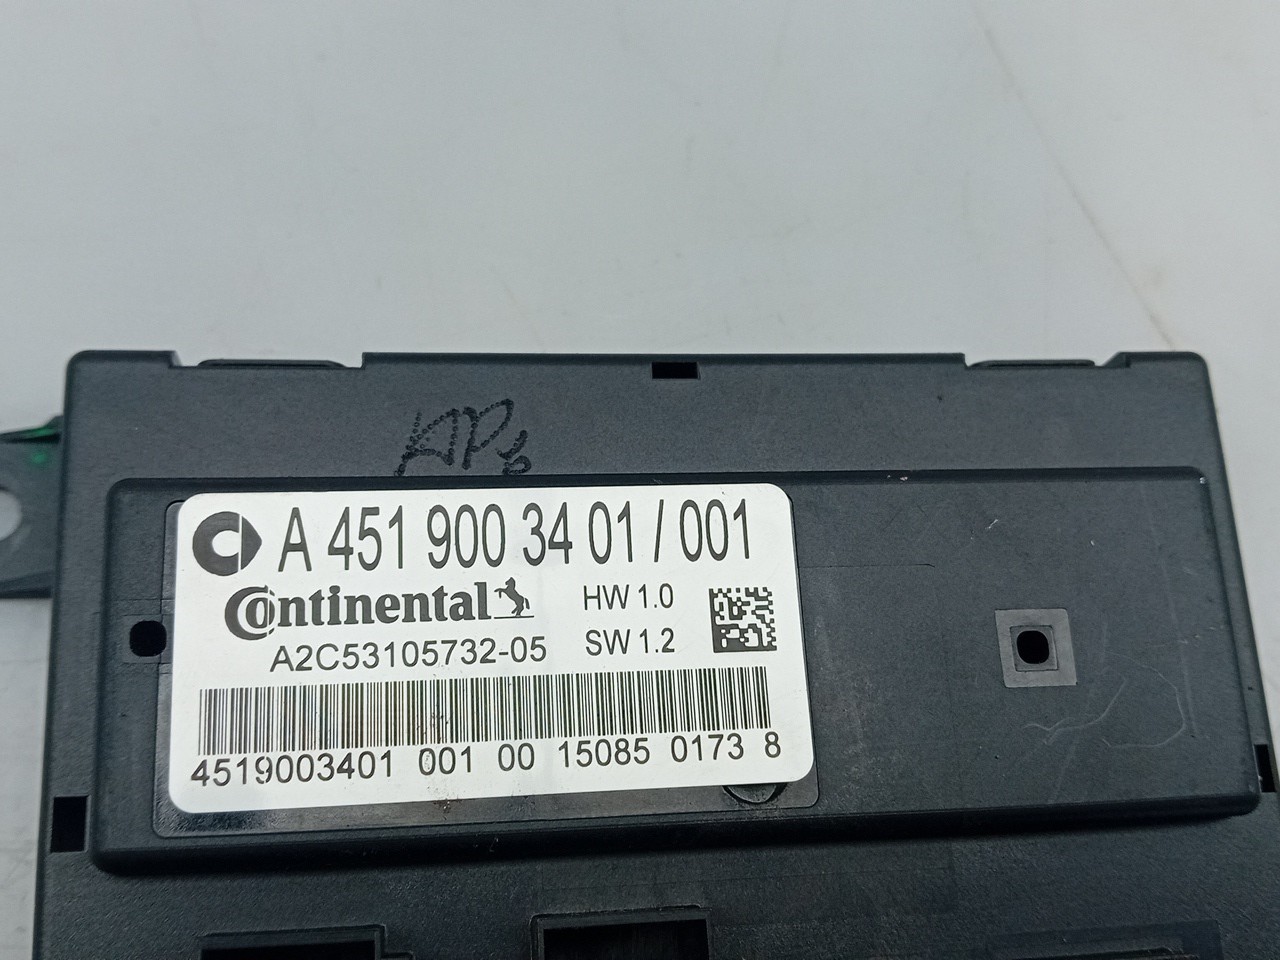 A 451 900 34 01 / 001
Continental HW 1.0
A2C53105732-05 SW 1.2
4519003401 001 00 15085 0173 8